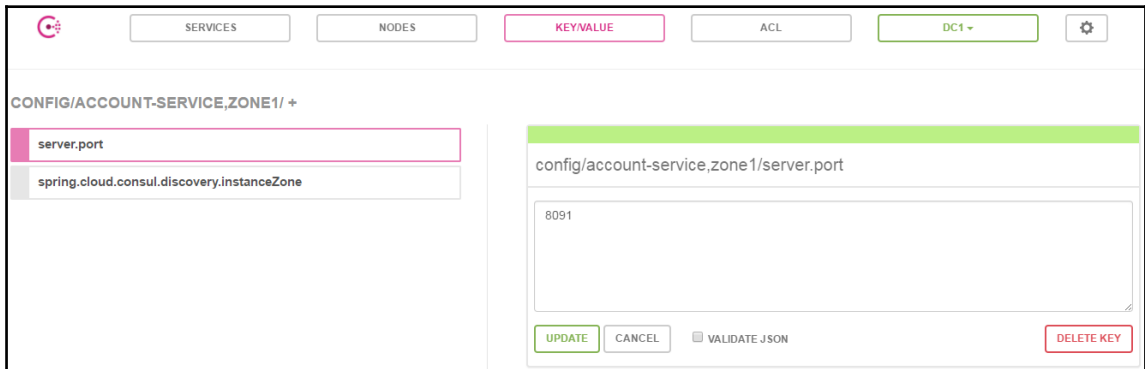 SERVICES NODES KEY/VALUE ACL DC1
CONFIG/ACCOUNT-SERVICE,ZONE1/ +
server.port
spring.cloud.consul.discovery.instanceZone
config/account-service,zone1/server.port
8091
UPDATE CANCEL VALIDATE JSON DELETE KEY